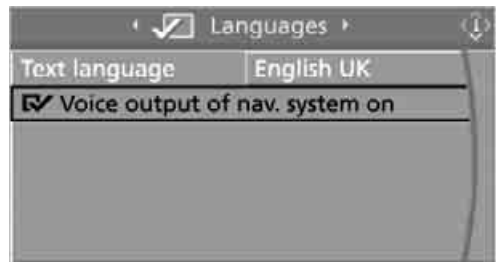 Languages
Text language English UK
Voice output of nav. system on